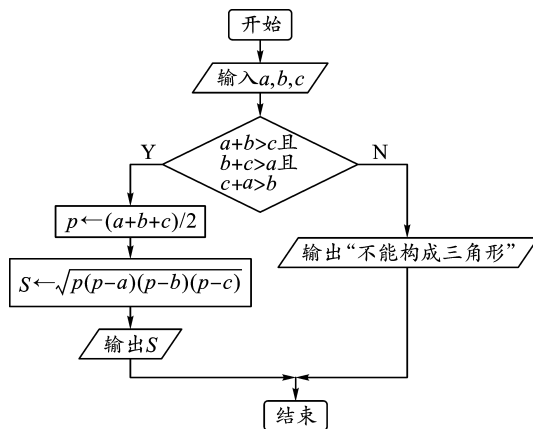 开始
输入a,b,c
a+b>c且
b+c>a且
c+a>b
Y
N
p←(a+b+c)/2
输出“不能构成三角形”
S←√p(p-a)(p-b)(p-c)
输出S
结束